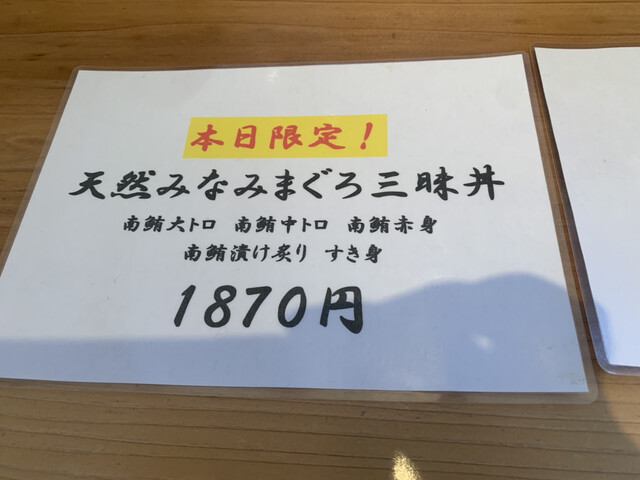 本日限定！
天然みなみまぐろ三昧丼
南鮪大トロ 南鮪中トロ 南鮪赤身
南鮪漬け炙り すき身
1870円